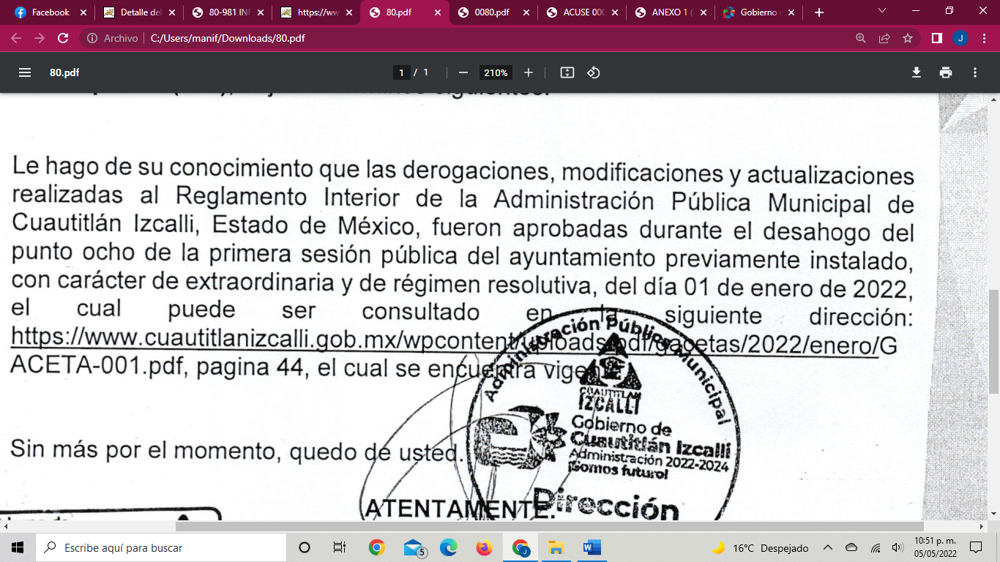 Facebook
Detalle del
80-981 INF
https://ww
80.pdf
0080.pdf
ACUSE 000
ANEXO 1 (
Gobierno
Archivo
C:/Users/manif/Downloads/80.pdf
J
80.pdf
1 / 1
210%
siguientes:
Le hago de su conocimiento que las derogaciones, modificaciones y actualizaciones
realizadas al Reglamento Interior de la Administración Pública Municipal de
Cuautitlán Izcalli, Estado de México, fueron aprobadas durante el desahogo del
punto ocho de la primera sesión pública del ayuntamiento previamente instalado,
con carácter de extraordinaria y de régimen resolutiva, del día 01 de enero de 2022,
el cual puede ser consultado en la siguiente dirección:
https://www.cuautitlanizcalli.gob.mx/wpcontent/uploads/pdf/gacetas/2022/enero/G
ACETA-001.pdf, pagina 44, el cual se encuentra vigente
Administración Pública Municipal
CUAUTITLAN
IZCALLI
Gobierno de
Cuautitlán Izcalli
Administración 2022-2024
¡Somos futuro!
Dirección
Sin más por el momento, quedo de usted.
ATENTAMENTE.
Escribe aquí para buscar
5
J
16°C Despejado
10:51 p. m.
05/05/2022